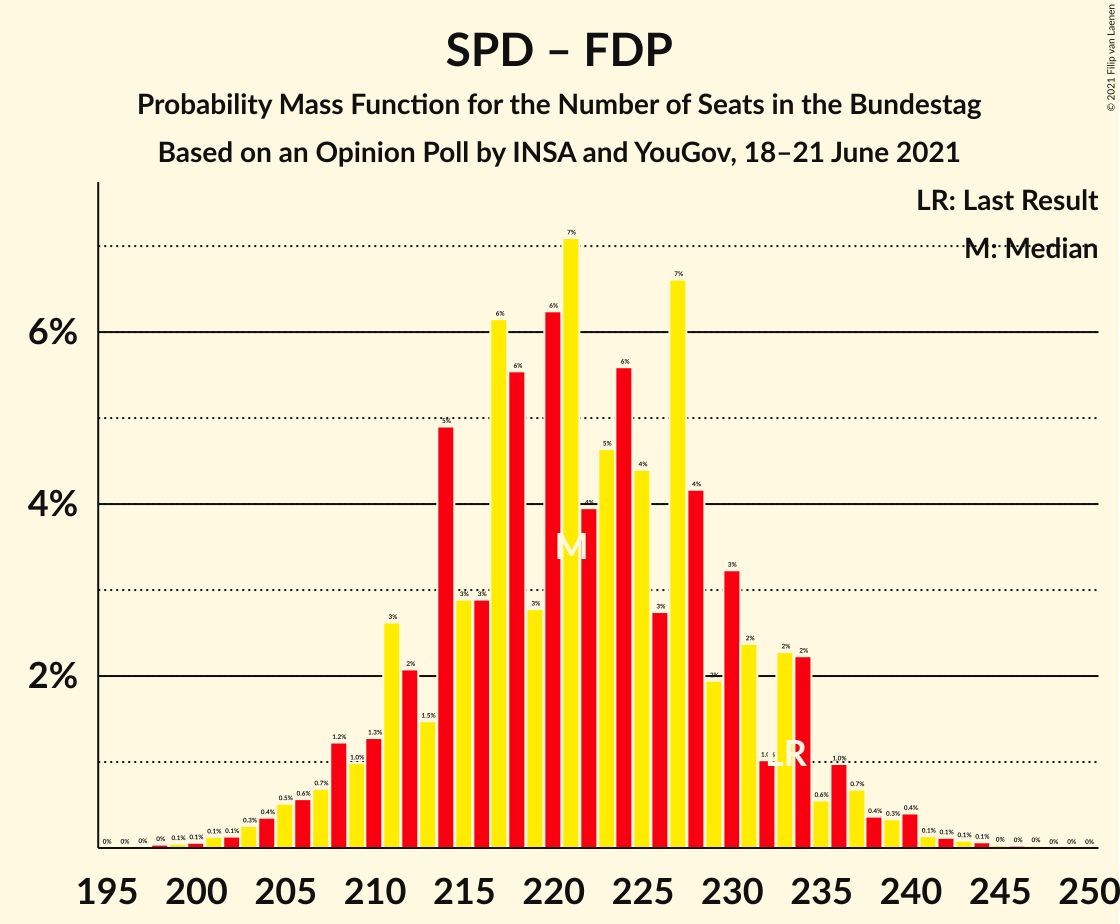 SPD – FDP
Probability Mass Function for the Number of Seats in the Bundestag
Based on an Opinion Poll by INSA and YouGov, 18–21 June 2021
© 2021 Filip van Laenen
LR: Last Result
M: Median
6%
4%
2%
0% 0% 0% 0% 0.1% 0.1% 0.1% 0.1% 0.3% 0.4% 0.5% 0.6% 0.7% 1.2% 1.0% 1.3% 3% 2% 1.5% 5% 3% 3% 6% 6% 3% 6% 7% 4% 5% 6% 4% 3% 7% 4% 2% 3% 2% 2% 2% 0.6% 1.0% 0.7% 0.4% 0.3% 0.4% 0.1% 0.1% 0.1% 0.1% 0% 0% 0% 0% 0% 0%
M
LR
195 200 205 210 215 220 225 230 235 240 245 250